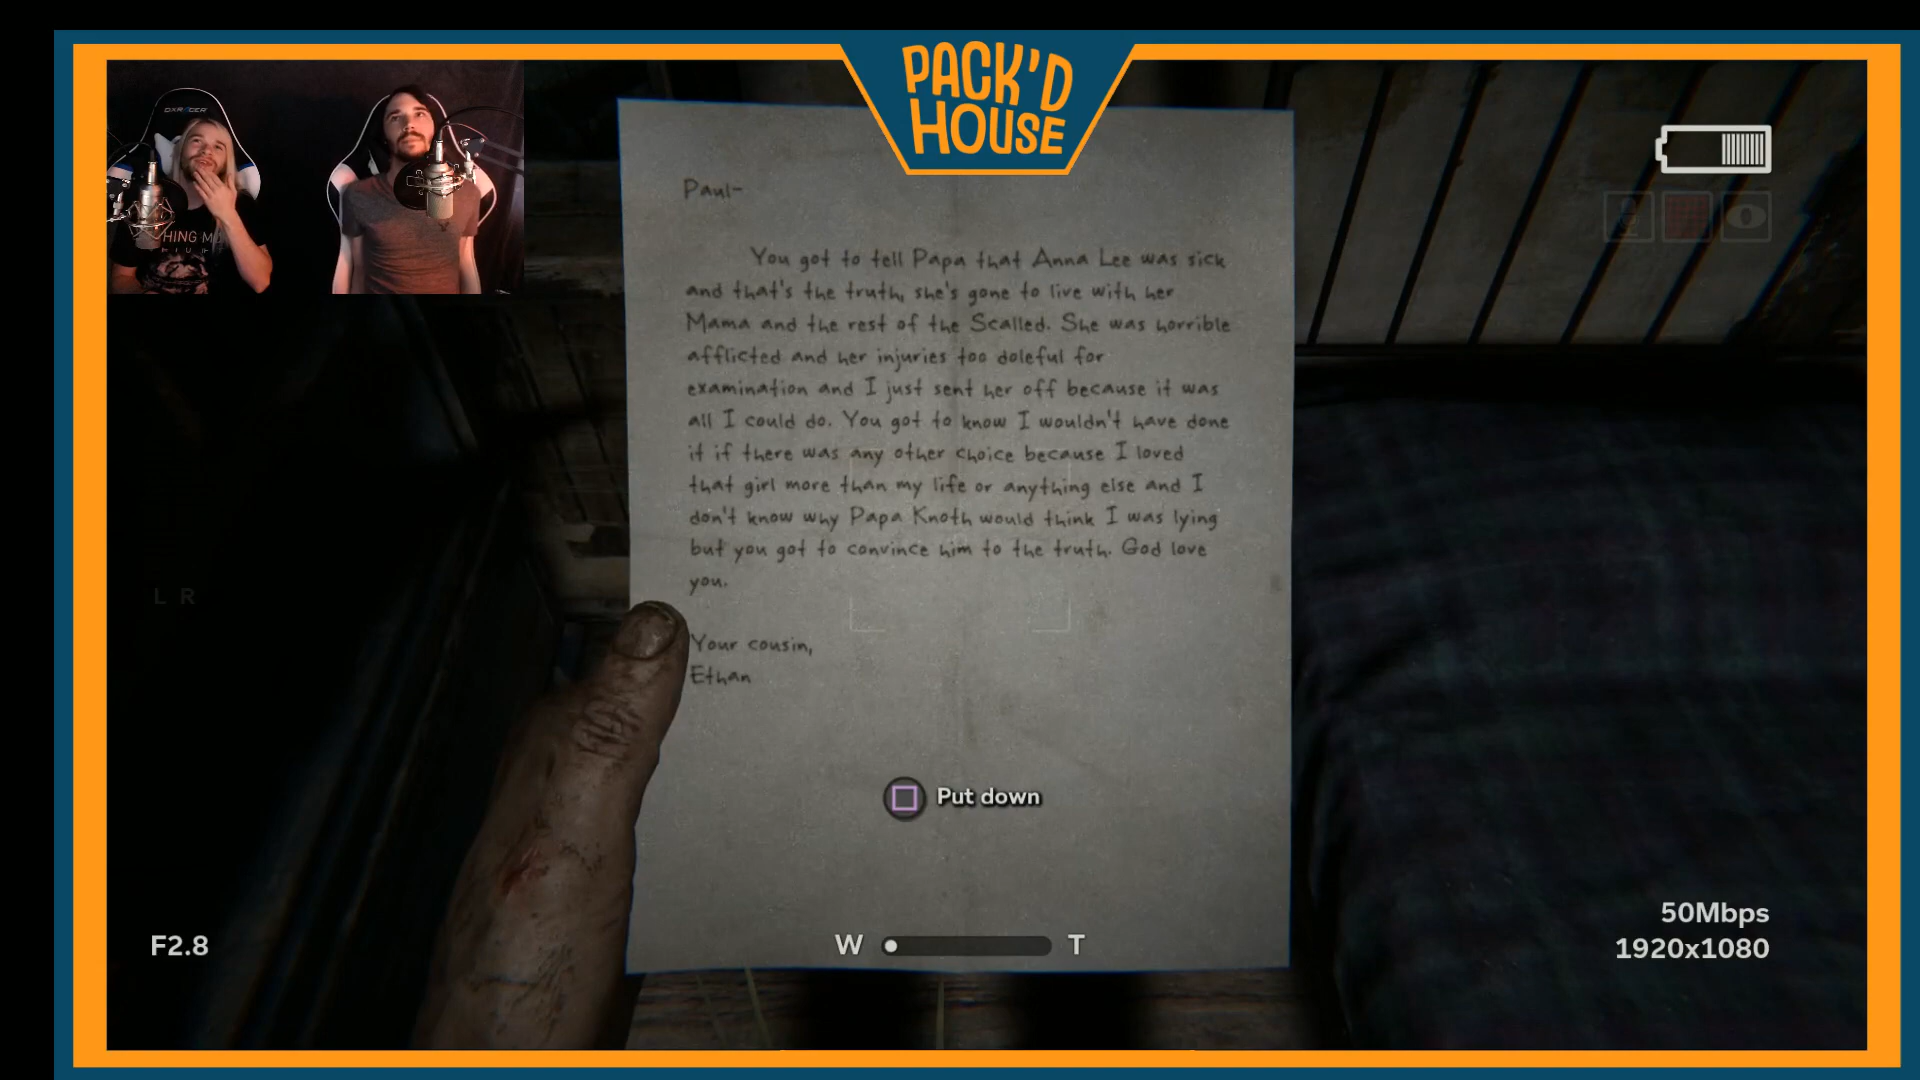 PACK'D
HOUSE
DXRACER
HING M
Paul-
You got to tell Papa that Anna Lee was sick
and that's the truth, she's gone to live with her
Mama and the rest of the Scalled. She was horrible
afflicted and her injuries too doleful for
examination and I just sent her off because it was
all I could do. You got to know I wouldn't have done
it if there was any other choice because I loved
that girl more than my life or anything else and I
don't know why Papa Knoth would think I was lying
but you got to convince him to the truth. God love
you.
Your cousin,
Ethan
L R
Put down
F2.8
W T
50Mbps
1920x1080